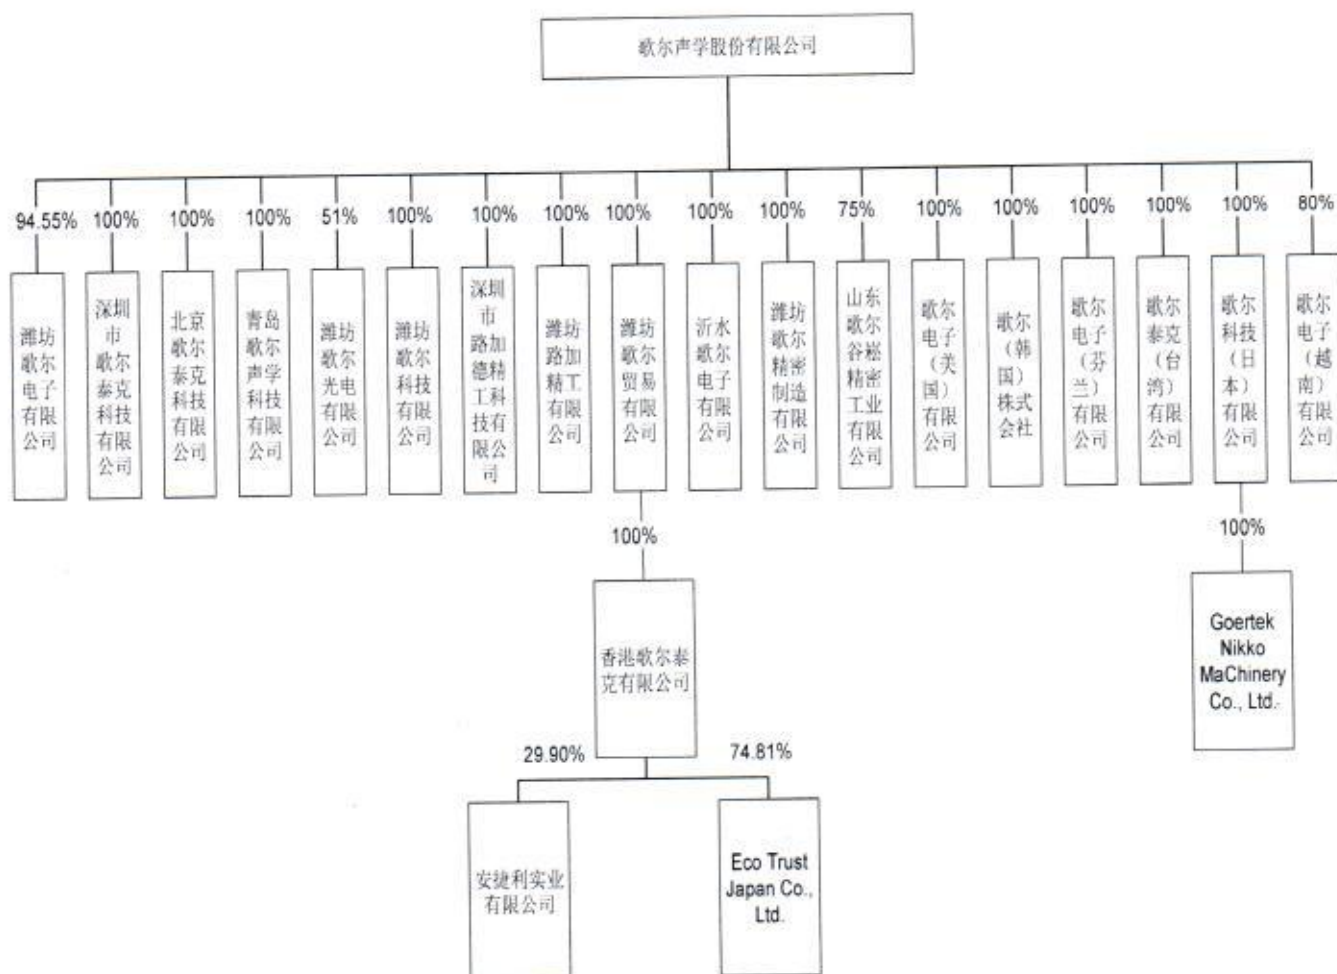 歌尔声学股份有限公司
94.55%
100%
100%
100%
51%
100%
100%
100%
100%
100%
100%
75%
100%
100%
100%
100%
100%
80%
潍坊
歌尔
电子
有限
公司
深圳
市
歌尔
泰克
科技
有限
公司
北京
歌尔
泰克
科技
有限
公司
青岛
歌尔
声学
科技
有限
公司
潍坊
歌尔
光电
有限
公司
潍坊
歌尔
科技
有限
公司
深圳
市
路加
德精
工科
技有
限公
司
潍坊
路加
精工
有限
公司
潍坊
歌尔
贸易
有限
公司
沂水
歌尔
电子
有限
公司
潍坊
歌尔
精密
制造
有限
公司
山东
歌尔
谷崧
精密
工业
有限
公司
歌尔
电子
（美
国）
有限
公司
歌尔
（韩
国）
株式
会社
歌尔
电子
（芬
兰）
有限
公司
歌尔
泰克
（台
湾）
有限
公司
歌尔
科技
（日
本）
有限
公司
歌尔
电子
（越
南）
有限
公司
100%
100%
香港歌尔泰
克有限公司
Goertek
Nikko
MaChinery
Co., Ltd.
29.90%
74.81%
安捷利实业
有限公司
Eco Trust
Japan Co.,
Ltd.